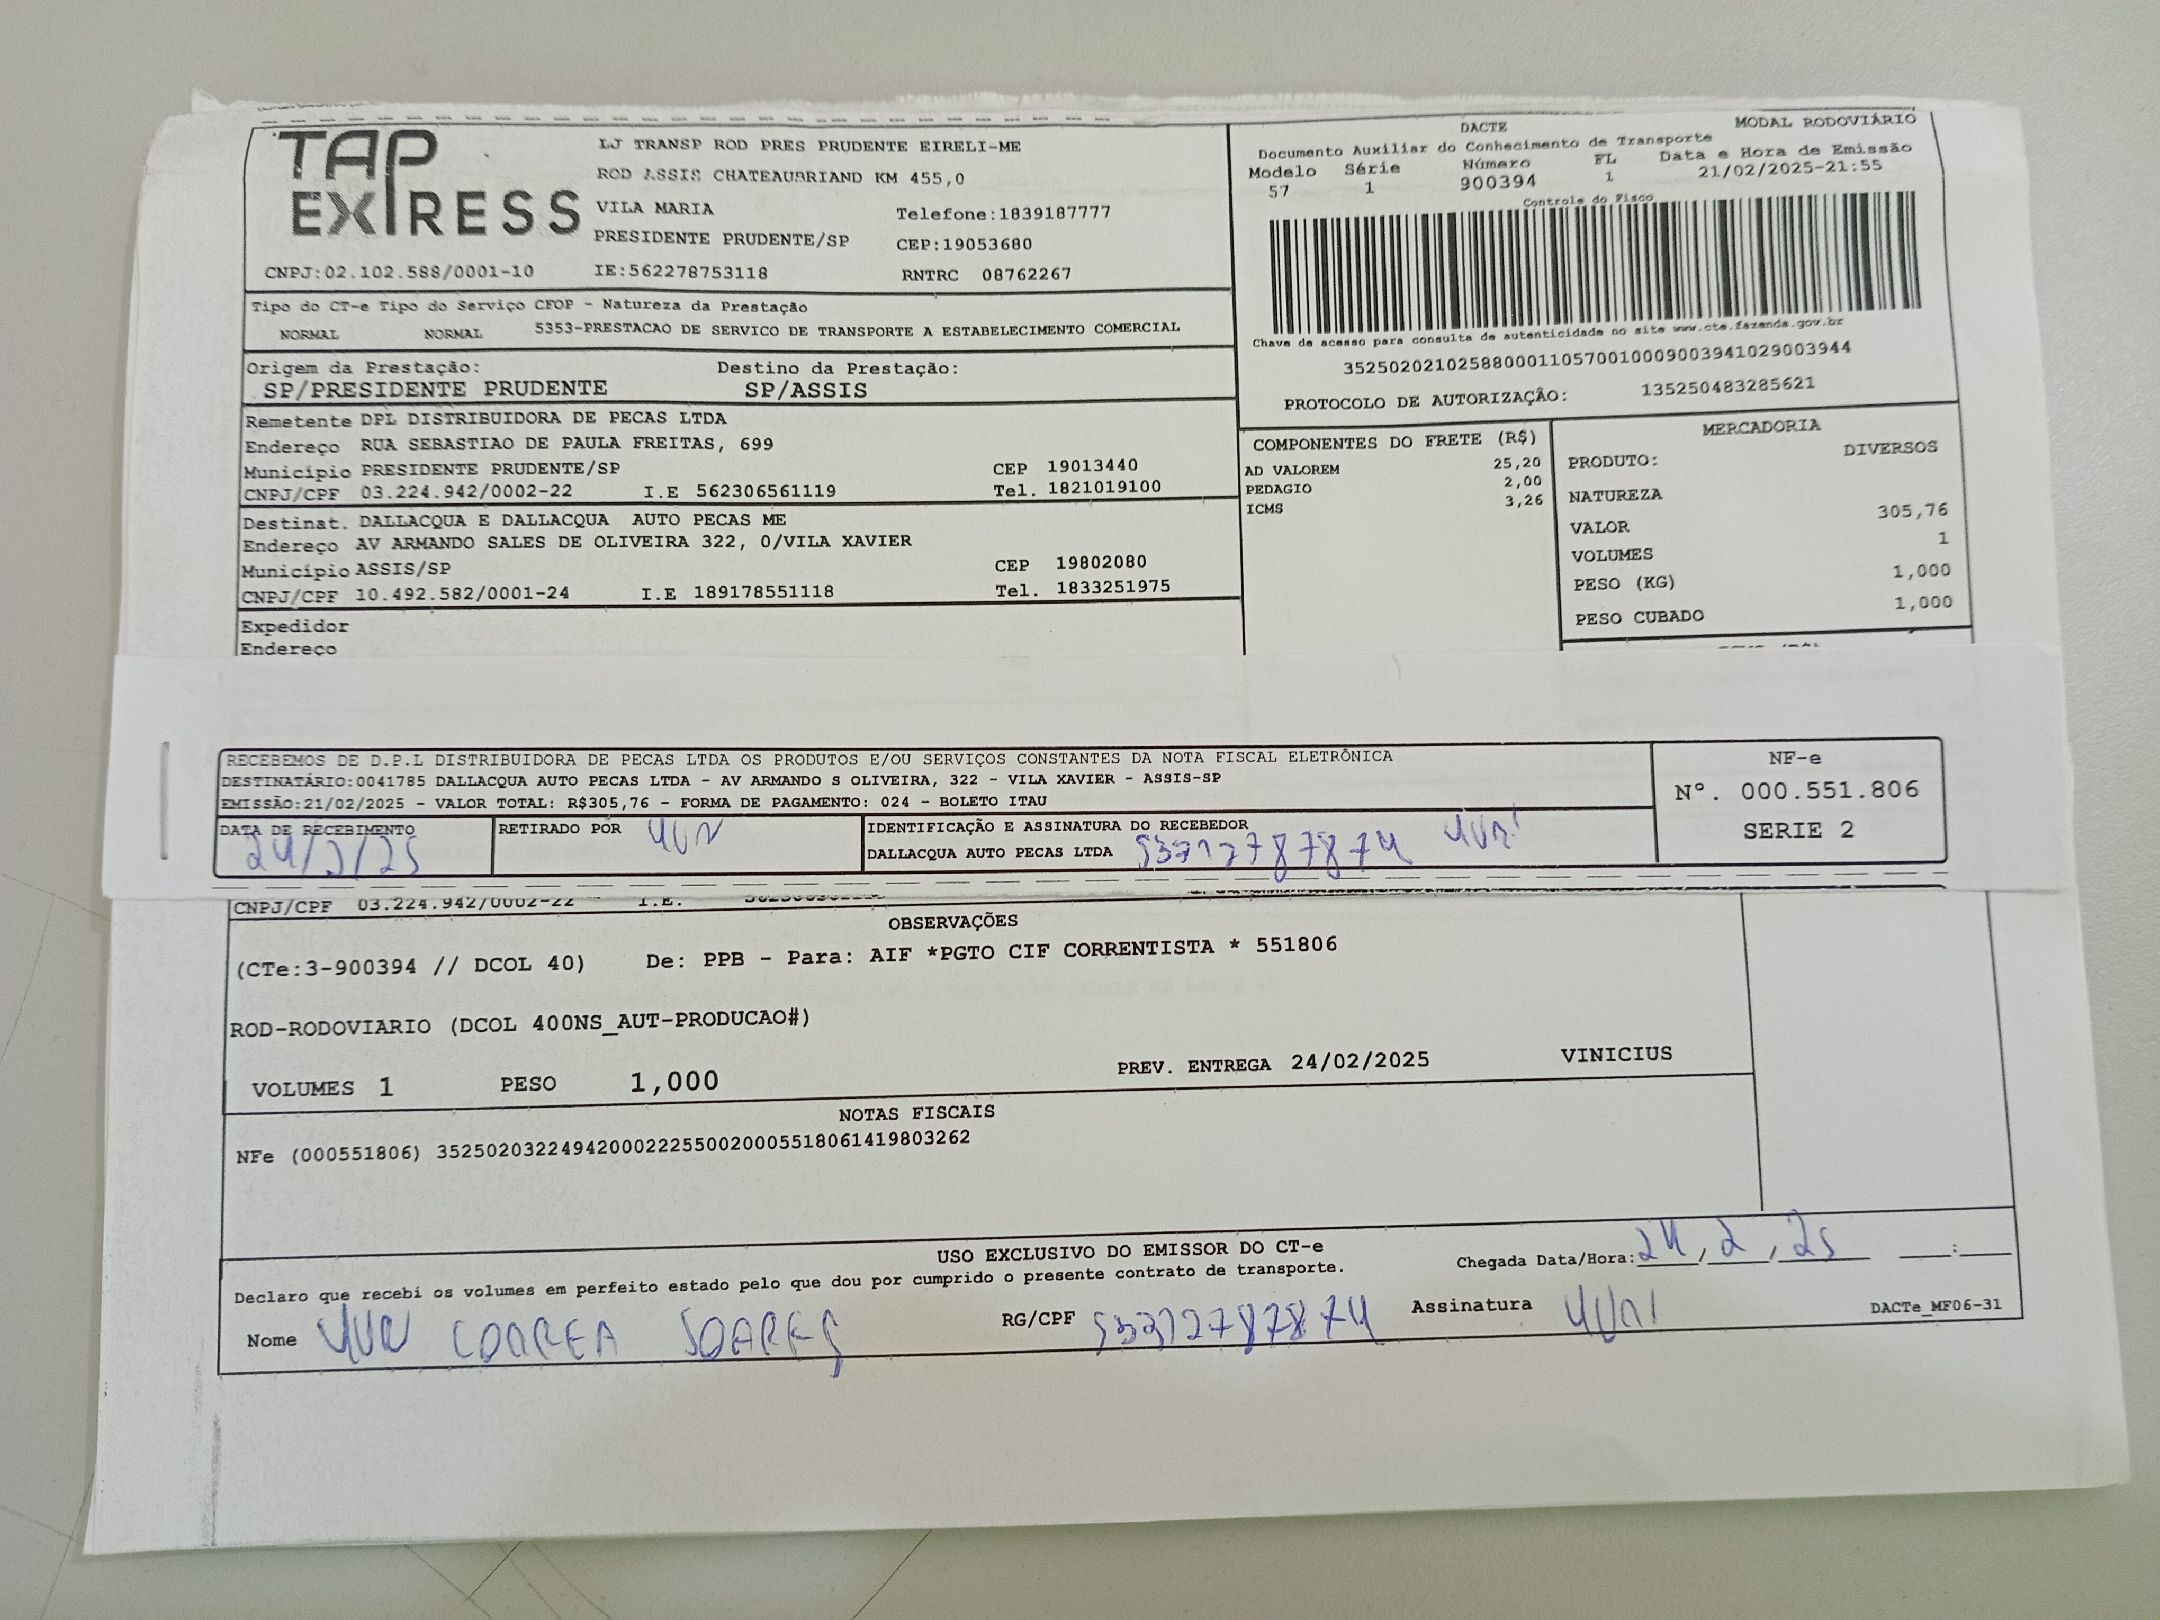 TAP EXPRESS
LJ TRANSP ROD PRES PRUDENTE EIRELI-ME
ROD ASSIS CHATEAUBRIAND KM 455,0
VILA MARIA Telefone:1839187777
PRESIDENTE PRUDENTE/SP CEP:19053680
CNPJ:02.102.588/0001-10 IE:562278753118 RNTRC 08762267
DACTE MODAL RODOVIÁRIO
Documento Auxiliar do Conhecimento de Transporte
Modelo Série Número FL Data e Hora de Emissão
57 1 900394 1 21/02/2025-21:55
Controle do Fisco
Chave de acesso para consulta de autenticidade no site www.cte.fazenda.gov.br
35250202102588000110570010009003941029003944
PROTOCOLO DE AUTORIZAÇÃO: 135250483285621
Tipo do CT-e Tipo do Serviço CFOP - Natureza da Prestação
NORMAL NORMAL 5353-PRESTACAO DE SERVICO DE TRANSPORTE A ESTABELECIMENTO COMERCIAL
Origem da Prestação: Destino da Prestação:
SP/PRESIDENTE PRUDENTE SP/ASSIS
Remetente DPL DISTRIBUIDORA DE PECAS LTDA
Endereço RUA SEBASTIAO DE PAULA FREITAS, 699
Município PRESIDENTE PRUDENTE/SP CEP 19013440
CNPJ/CPF 03.224.942/0002-22 I.E 562306561119 Tel. 1821019100
Destinat. DALLACQUA E DALLACQUA AUTO PECAS ME
Endereço AV ARMANDO SALES DE OLIVEIRA 322, 0/VILA XAVIER
Município ASSIS/SP CEP 19802080
CNPJ/CPF 10.492.582/0001-24 I.E 189178551118 Tel. 1833251975
Expedidor
Endereço
COMPONENTES DO FRETE (R$)
AD VALOREM 25,20
PEDAGIO 2,00
ICMS 3,26
MERCADORIA
PRODUTO: DIVERSOS
NATUREZA
VALOR 305,76
VOLUMES 1
PESO (KG) 1,000
PESO CUBADO 1,000
RECEBEMOS DE D.P.L DISTRIBUIDORA DE PECAS LTDA OS PRODUTOS E/OU SERVIÇOS CONSTANTES DA NOTA FISCAL ELETRÔNICA
DESTINATÁRIO:0041785 DALLACQUA AUTO PECAS LTDA - AV ARMANDO S OLIVEIRA, 322 - VILA XAVIER - ASSIS-SP
EMISSÃO:21/02/2025 - VALOR TOTAL: R$305,76 - FORMA DE PAGAMENTO: 024 - BOLETO ITAU
NF-e
Nº. 000.551.806
SERIE 2
DATA DE RECEBIMENTO
24/2/25
RETIRADO POR YURI
IDENTIFICAÇÃO E ASSINATURA DO RECEBEDOR
DALLACQUA AUTO PECAS LTDA 53712787874 YURI
CNPJ/CPF 03.224.942/0002-22 I.E.
OBSERVAÇÕES
(CTe:3-900394 // DCOL 40) De: PPB - Para: AIF *PGTO CIF CORRENTISTA * 551806
ROD-RODOVIARIO (DCOL 400NS_AUT-PRODUCAO#)
VOLUMES 1 PESO 1,000 PREV. ENTREGA 24/02/2025 VINICIUS
NOTAS FISCAIS
NFe (000551806) 35250203224942000222550020005518061419803262
USO EXCLUSIVO DO EMISSOR DO CT-e
Declaro que recebi os volumes em perfeito estado pelo que dou por cumprido o presente contrato de transporte.
Chegada Data/Hora: 24/2/25 __:__
Nome YURI CORREA SOARES RG/CPF 53312787874 Assinatura YURI
DACTe_MF06-31